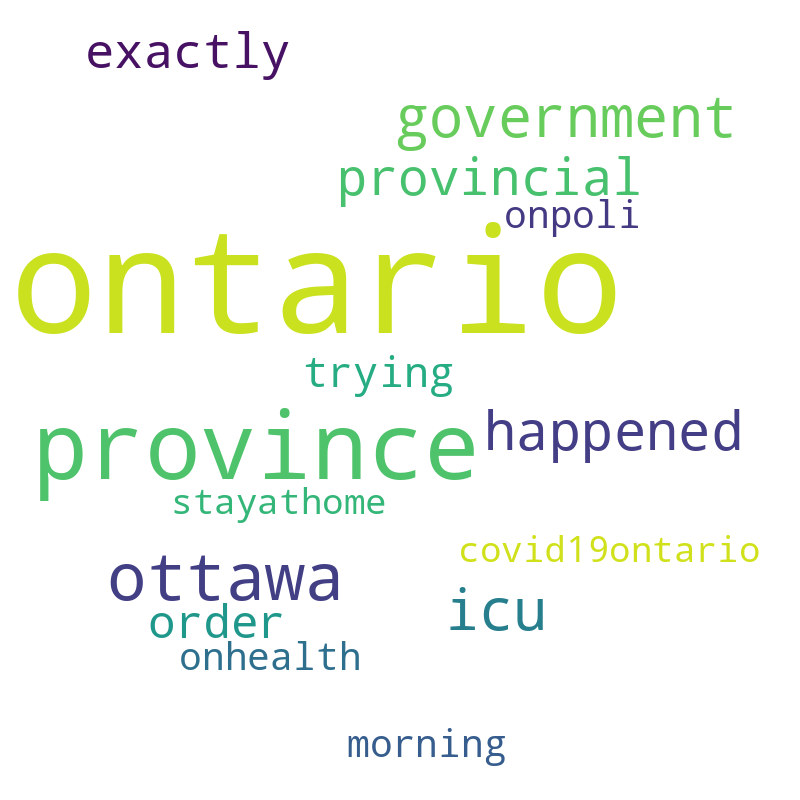 exactly
government
provincial
onpoli
ontario
trying
province
happened
stayathome
covid19ontario
ottawa
icu
order
onhealth
morning